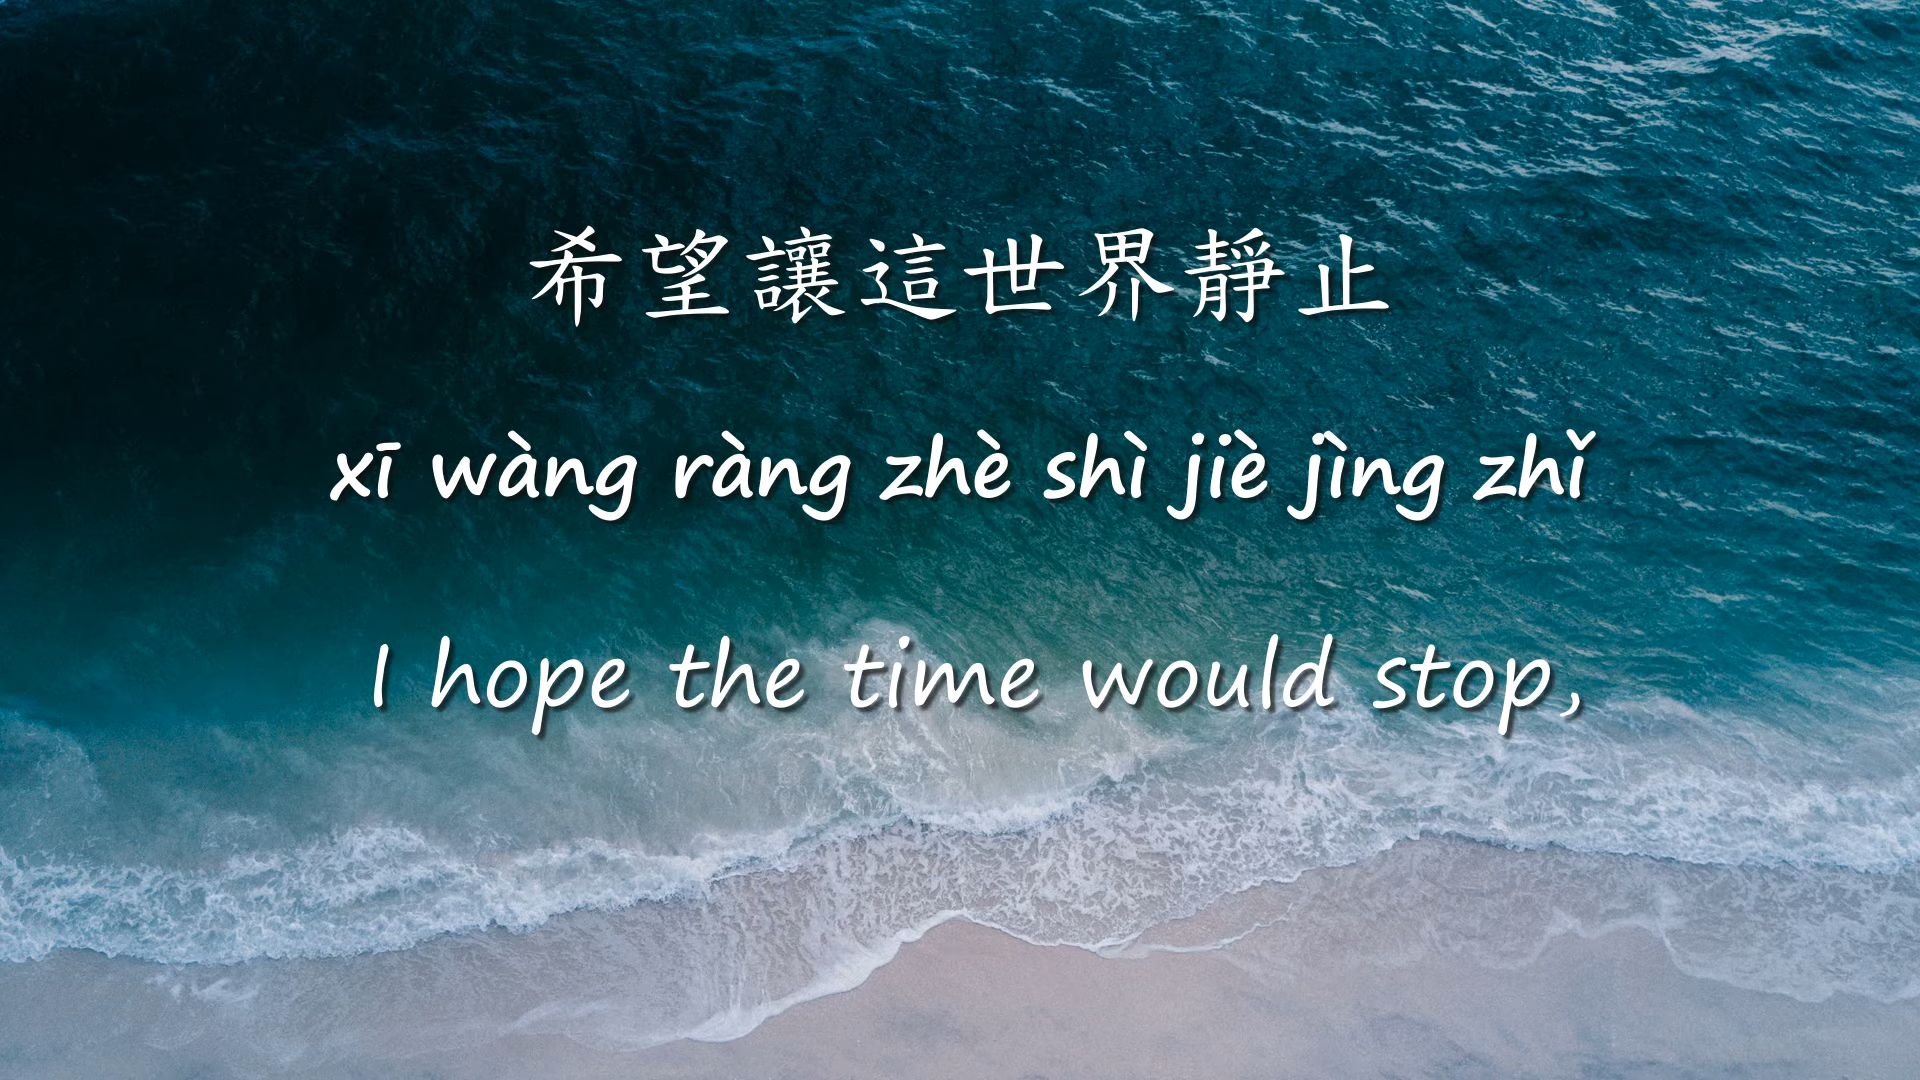 希望讓這世界靜止
xī wàng ràng zhè shì jiè jìng zhǐ
I hope the time would stop,